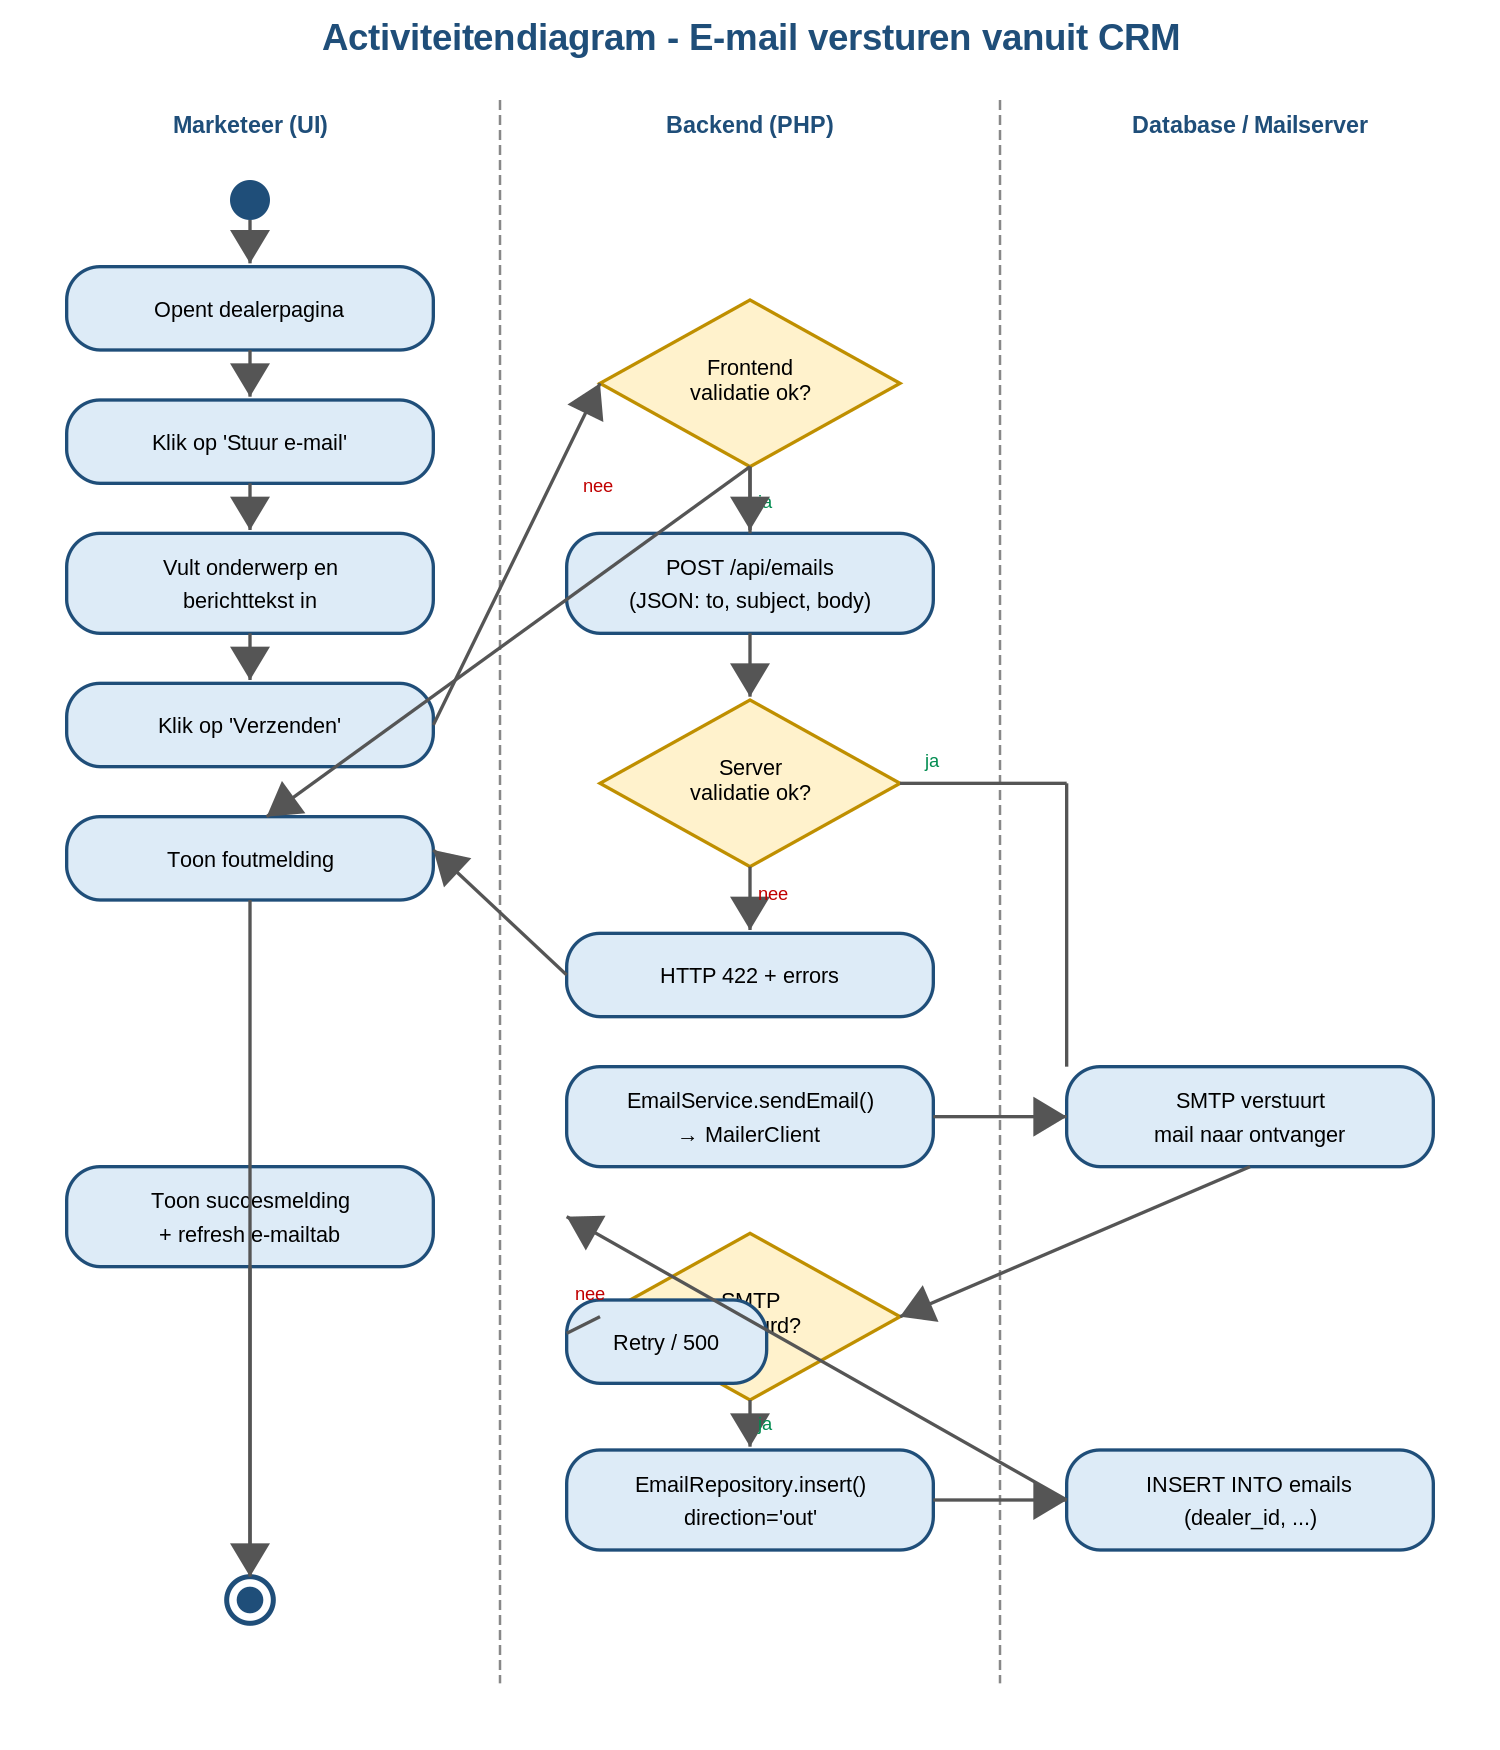 Activiteitendiagram - E-mail versturen vanuit CRM
Marketeer (UI)
Backend (PHP)
Database / Mailserver
Opent dealerpagina
Klik op 'Stuur e-mail'
Vult onderwerp en
berichttekst in
Klik op 'Verzenden'
Toon foutmelding
Toon succesmelding
+ refresh e-mailtab
Frontend
validatie ok?
nee
ja
POST /api/emails
(JSON: to, subject, body)
Server
validatie ok?
ja
nee
HTTP 422 + errors
EmailService.sendEmail()
→ MailerClient
SMTP
nee
Retry / 500
ja
EmailRepository.insert()
direction='out'
SMTP verstuurt
mail naar ontvanger
INSERT INTO emails
(dealer_id, ...)